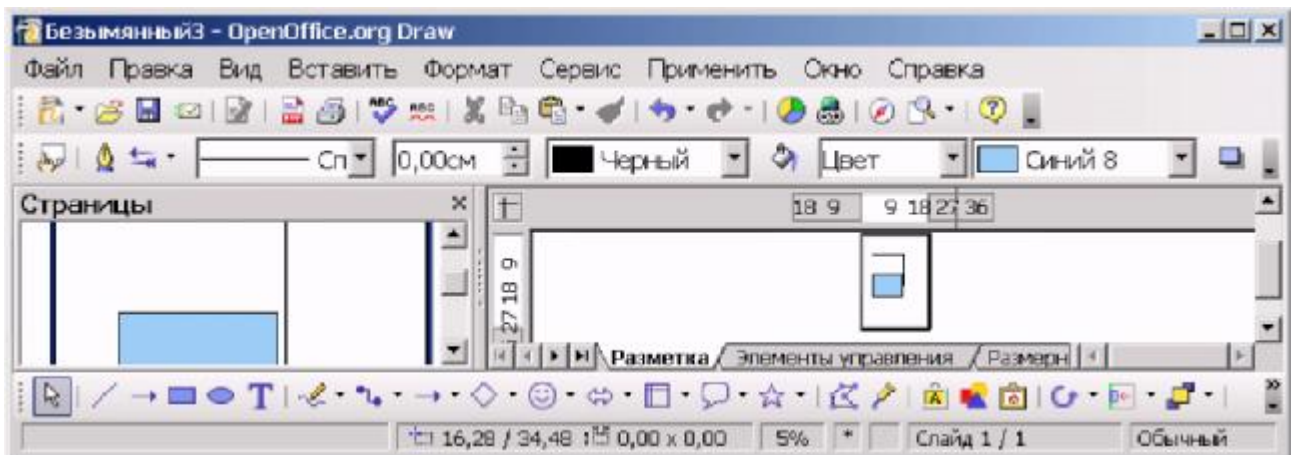 Безымянный3 - OpenOffice.org Draw
Файл Правка Вид Вставить Формат Сервис Применить Окно Справка
ABC ABC
Сп 0,00см Черный Цвет Синий 8
Страницы
18 9 9 18 27 36
9
18
27
Разметка Элементы управления Размерн
T A
16,28 / 34,48 0,00 x 0,00 5% * Слайд 1 / 1 Обычный